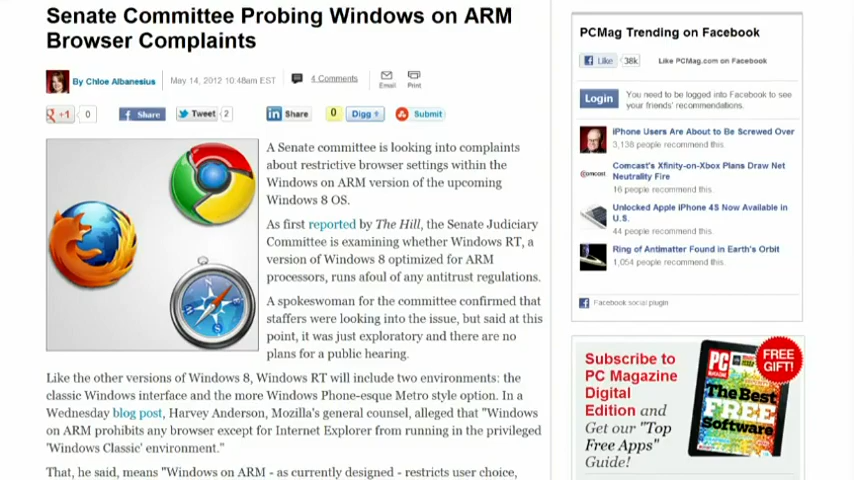 Senate Committee Probing Windows on ARM
Browser Complaints
By Chloe Albanesius
May 14, 2012 10:48am EST
4 Comments
Email
Print
+1
0
Share
Tweet
2
Share
0
Digg
Submit
A Senate committee is looking into complaints
about restrictive browser settings within the
Windows on ARM version of the upcoming
Windows 8 OS.
As first reported by The Hill, the Senate Judiciary
Committee is examining whether Windows RT, a
version of Windows 8 optimized for ARM
processors, runs afoul of any antitrust regulations.
A spokeswoman for the committee confirmed that
staffers were looking into the issue, but said at this
point, it was just exploratory and there are no
plans for a public hearing.
Like the other versions of Windows 8, Windows RT will include two environments: the
classic Windows interface and the more Windows Phone-esque Metro style option. In a
Wednesday blog post, Harvey Anderson, Mozilla's general counsel, alleged that "Windows
on ARM prohibits any browser except for Internet Explorer from running in the privileged
'Windows Classic' environment."
That, he said, means "Windows on ARM - as currently designed - restricts user choice,
PCMag Trending on Facebook
Like
38k
Like PCMag.com on Facebook
Login
You need to be logged into Facebook to see
your friends' recommendations.
iPhone Users Are About to Be Screwed Over
3,138 people recommend this.
Comcast's Xfinity-on-Xbox Plans Draw Net
Neutrality Fire
16 people recommend this.
Unlocked Apple iPhone 4S Now Available in
U.S.
44 people recommend this.
Ring of Antimatter Found in Earth's Orbit
1,054 people recommend this.
Facebook social plugin
Subscribe to
PC Magazine
Digital
Edition and
Get our "Top
Free Apps"
Guide!
FREE
GIFT!
PC
The Best
FREE
Software